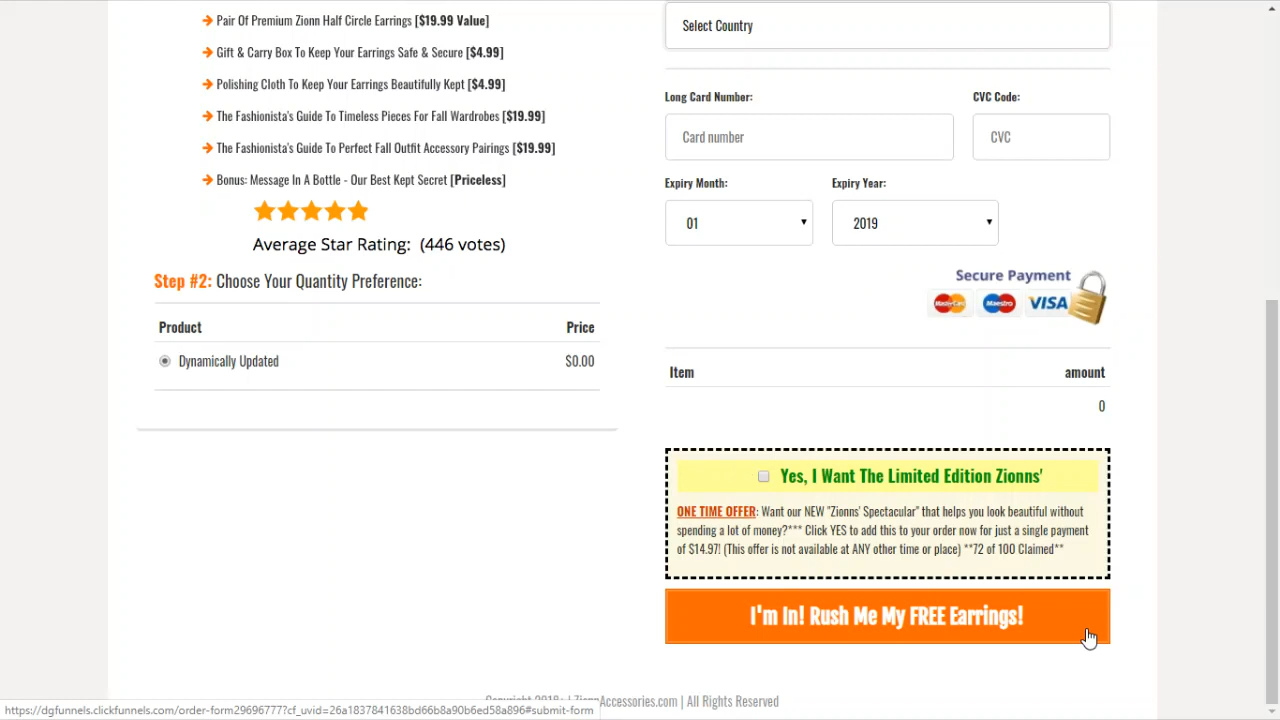 Pair Of Premium Zionn Half Circle Earrings [$19.99 Value]
Gift & Carry Box To Keep Your Earrings Safe & Secure [$4.99]
Polishing Cloth To Keep Your Earrings Beautifully Kept [$4.99]
The Fashionista's Guide To Timeless Pieces For Fall Wardrobes [$19.99]
The Fashionista's Guide To Perfect Fall Outfit Accessory Pairings [$19.99]
Bonus: Message In A Bottle - Our Best Kept Secret [Priceless]
Average Star Rating: (446 votes)
Step #2: Choose Your Quantity Preference:
Product Price
Dynamically Updated $0.00
Select Country
Long Card Number: CVC Code:
Card number CVC
Expiry Month: Expiry Year:
01 2019
Secure Payment
MasterCard Maestro VISA
Item amount
0
Yes, I Want The Limited Edition Zionns'
ONE TIME OFFER: Want our NEW "Zionns' Spectacular" that helps you look beautiful without
spending a lot of money?*** Click YES to add this to your order now for just a single payment
of $14.97! (This offer is not available at ANY other time or place) **72 of 100 Claimed**
I'm In! Rush Me My FREE Earrings!
Accessories.com | All Rights Reserved
https://dgfunnels.clickfunnels.com/order-form29696777?cf_uvid=26a1837841638bd66b8a90b6ed58a896#submit-form